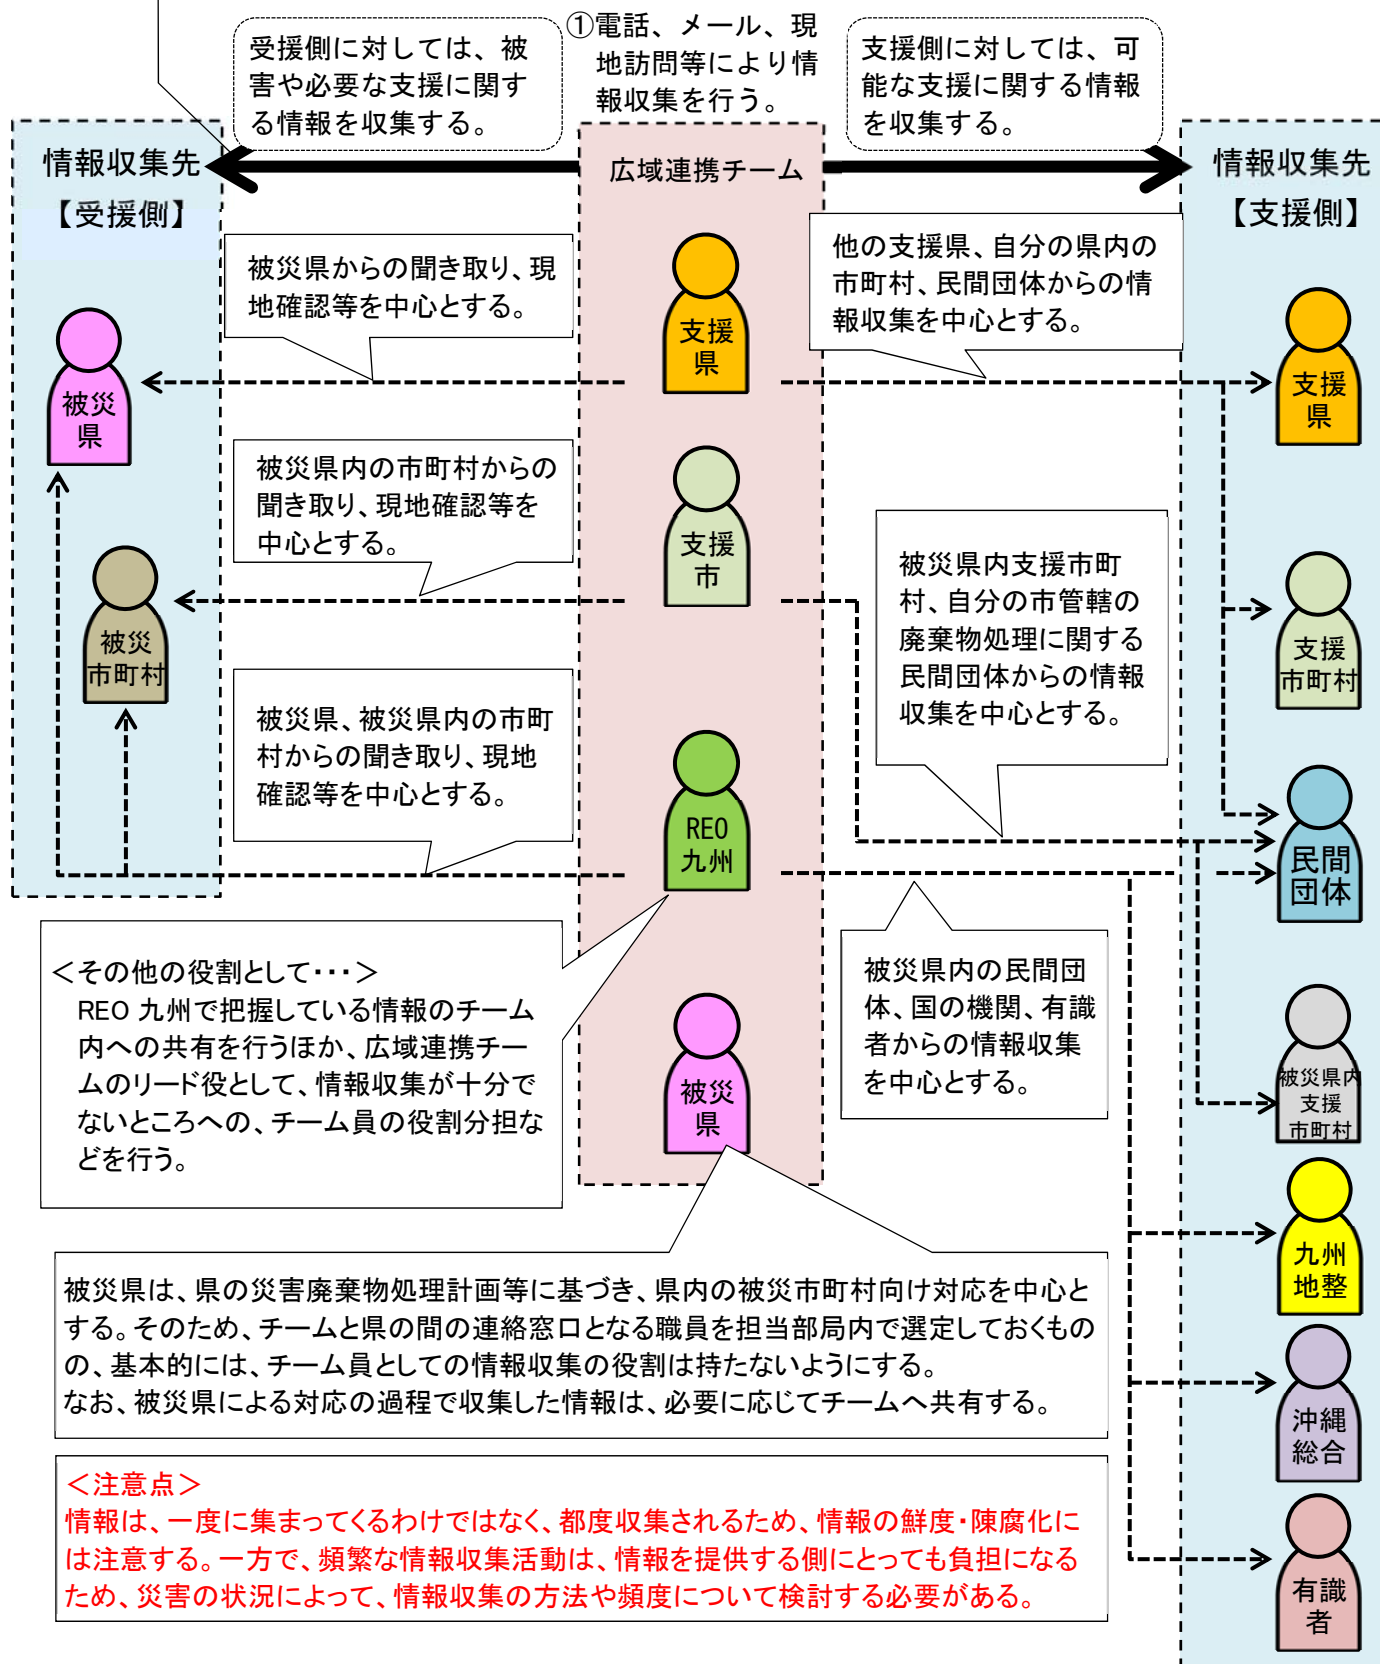 ①電話、メール、現
地訪問等により情
報収集を行う。
受援側に対しては、被
害や必要な支援に関す
る情報を収集する。
支援側に対しては、可
能な支援に関する情報
を収集する。
情報収集先
【受援側】
広域連携チーム
情報収集先
【支援側】
被災県からの聞き取り、現
地確認等を中心とする。
他の支援県、自分の県内の
市町村、民間団体からの情
報収集を中心とする。
被災
県
支援
県
支援
県
被災県内の市町村からの
聞き取り、現地確認等を
中心とする。
支援
市
被災県内支援市町
村、自分の市管轄の
廃棄物処理に関する
民間団体からの情報
収集を中心とする。
被災
市町村
支援
市町村
被災県、被災県内の市町
村からの聞き取り、現地
確認等を中心とする。
REO
九州
民間
団体
＜その他の役割として･･･＞
REO 九州で把握している情報のチーム
内への共有を行うほか、広域連携チー
ムのリード役として、情報収集が十分で
ないところへの、チーム員の役割分担な
どを行う。
被災県内の民間団
体、国の機関、有識
者からの情報収集
を中心とする。
被災
県
被災県内
支援
市町村
九州
地整
被災県は、県の災害廃棄物処理計画等に基づき、県内の被災市町村向け対応を中心と
する。そのため、チームと県の間の連絡窓口となる職員を担当部局内で選定しておくもの
の、基本的には、チーム員としての情報収集の役割は持たないようにする。
なお、被災県による対応の過程で収集した情報は、必要に応じてチームへ共有する。
沖縄
総合
＜注意点＞
情報は、一度に集まってくるわけではなく、都度収集されるため、情報の鮮度・陳腐化に
は注意する。一方で、頻繁な情報収集活動は、情報を提供する側にとっても負担になる
ため、災害の状況によって、情報収集の方法や頻度について検討する必要がある。
有識
者